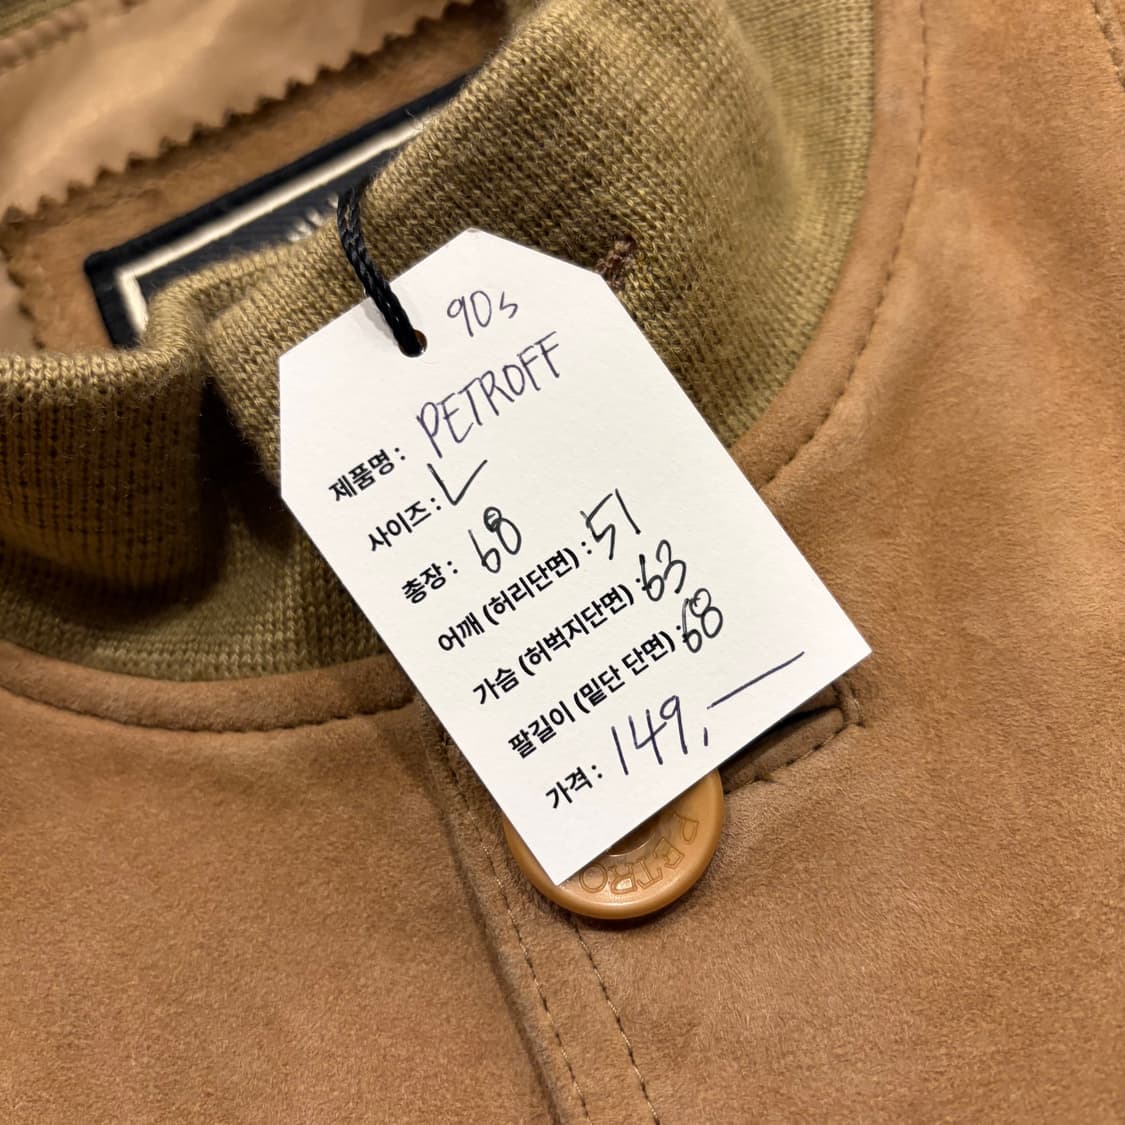 90s
제품명 : PETROFF
사이즈 : L
총장 : 68
어깨 (허리단면) : 51
가슴 (허벅지단면) : 63
팔길이 (밑단 단면) : 68
가격 : 149,—
PETRO